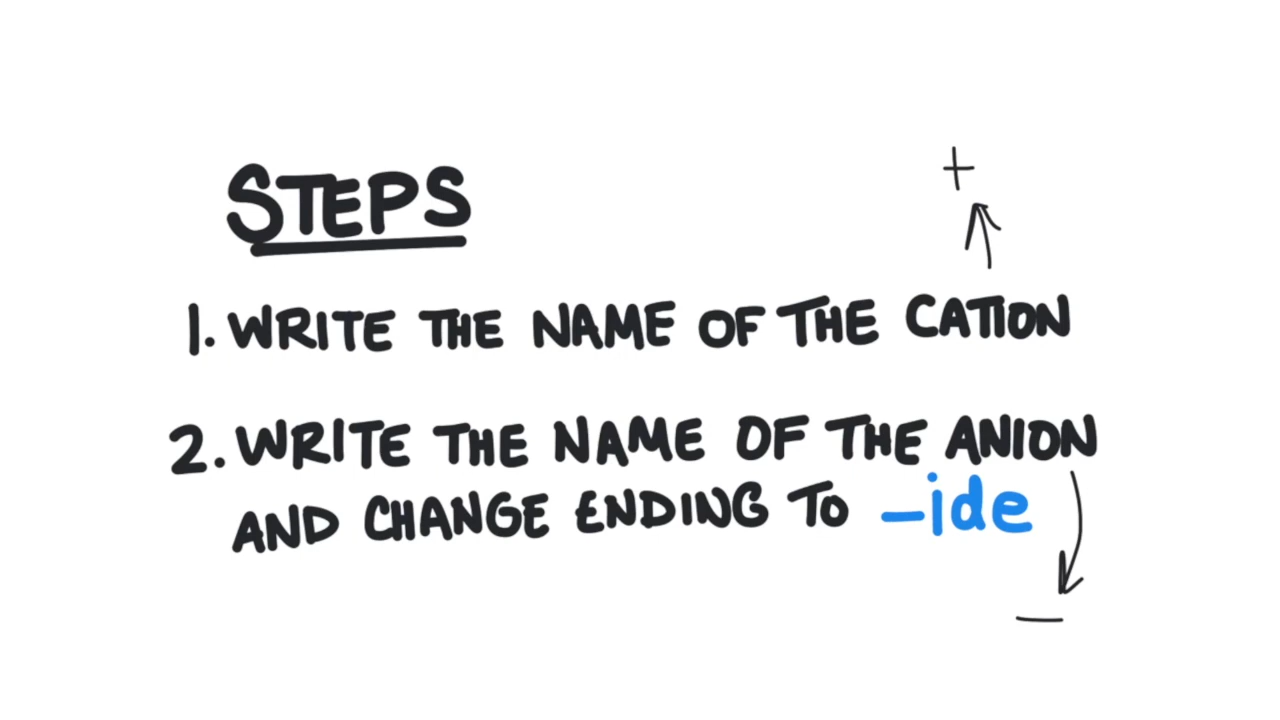 STEPS
+
1. WRITE THE NAME OF THE CATION
2. WRITE THE NAME OF THE ANION
AND CHANGE ENDING TO -ide
−